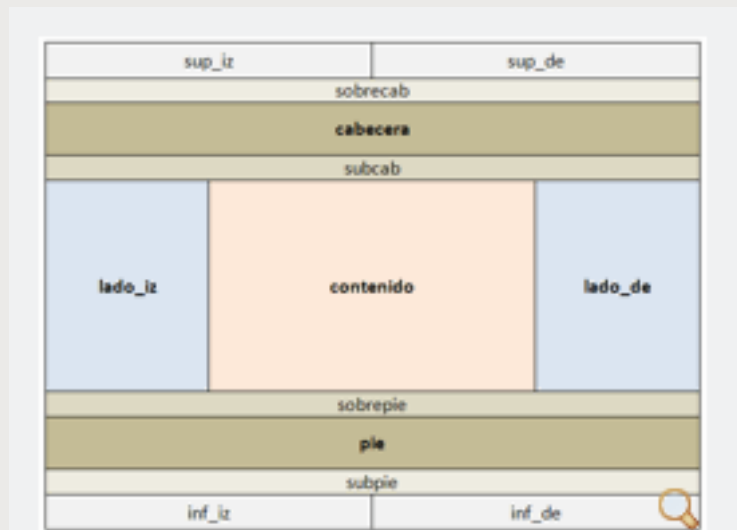 sup_iz sup_de
sobrecab
cabecera
subcab
lado_iz contenido lado_de
sobrepie
pie
subpie
inf_iz inf_de